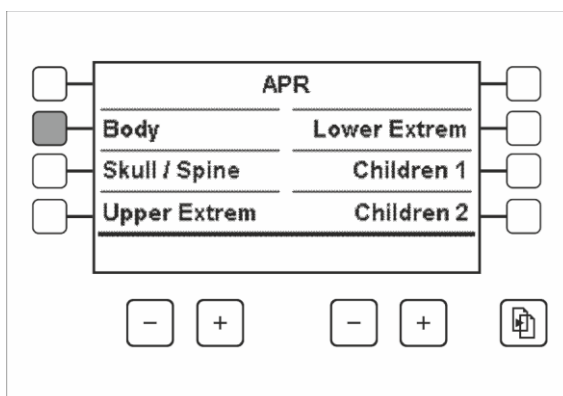 APR
Body Lower Extrem
Skull / Spine Children 1
Upper Extrem Children 2
- + - +